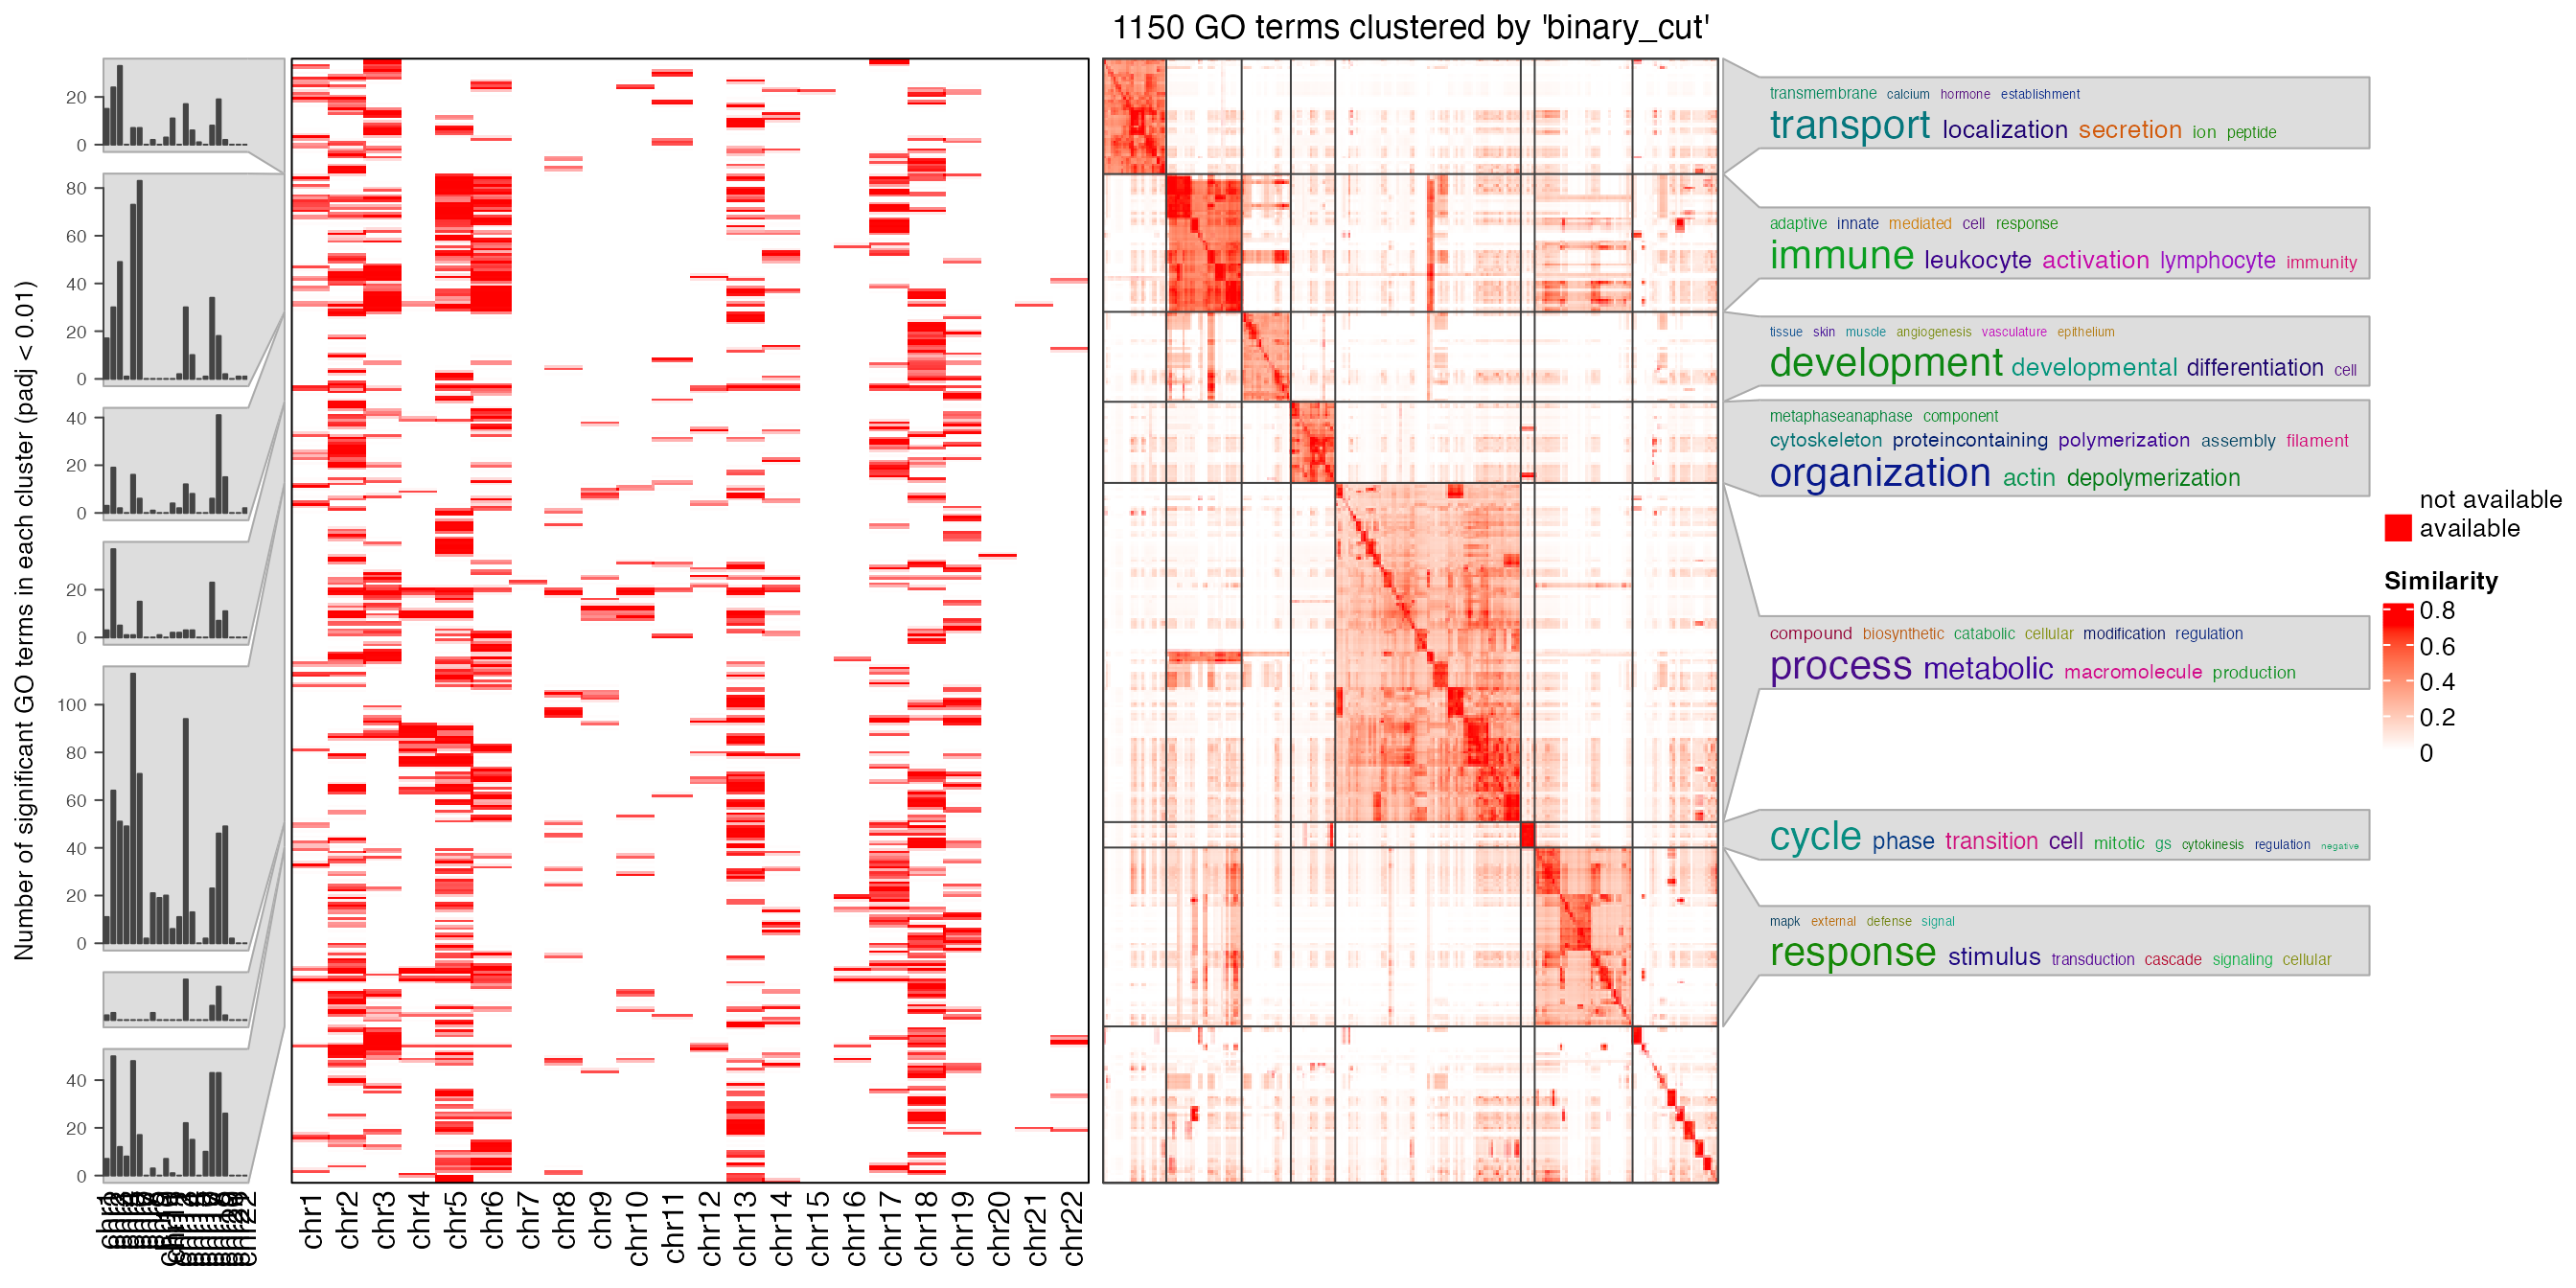 1150 GO terms clustered by 'binary_cut'
Number of significant GO terms in each cluster (padj < 0.01)
20
0
80
60
40
20
0
40
20
0
20
0
100
80
60
40
20
0
40
20
0
chr22
chr1 chr2 chr3 chr4 chr5 chr6 chr7 chr8 chr9 chr10 chr11 chr12 chr13 chr14 chr15 chr16 chr17 chr18 chr19 chr20 chr21 chr22
transmembrane calcium hormone establishment
transport localization secretion ion peptide
adaptive innate mediated cell response
immune leukocyte activation lymphocyte immunity
tissue skin muscle angiogenesis vasculature epithelium
development developmental differentiation cell
metaphaseanaphase component
cytoskeleton proteincontaining polymerization assembly filament
organization actin depolymerization
compound biosynthetic catabolic cellular modification regulation
process metabolic macromolecule production
cycle phase transition cell mitotic gs cytokinesis regulation negative
mapk external defense signal
response stimulus transduction cascade signaling cellular
not available
available
Similarity
0.8
0.6
0.4
0.2
0